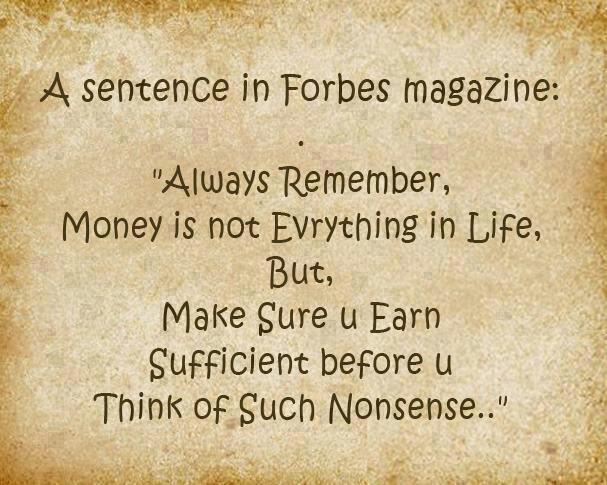 A sentence in Forbes magazine:
.
"Always Remember,
Money is not Evrything in Life,
But,
Make Sure u Earn
Sufficient before u
Think of Such Nonsense.."